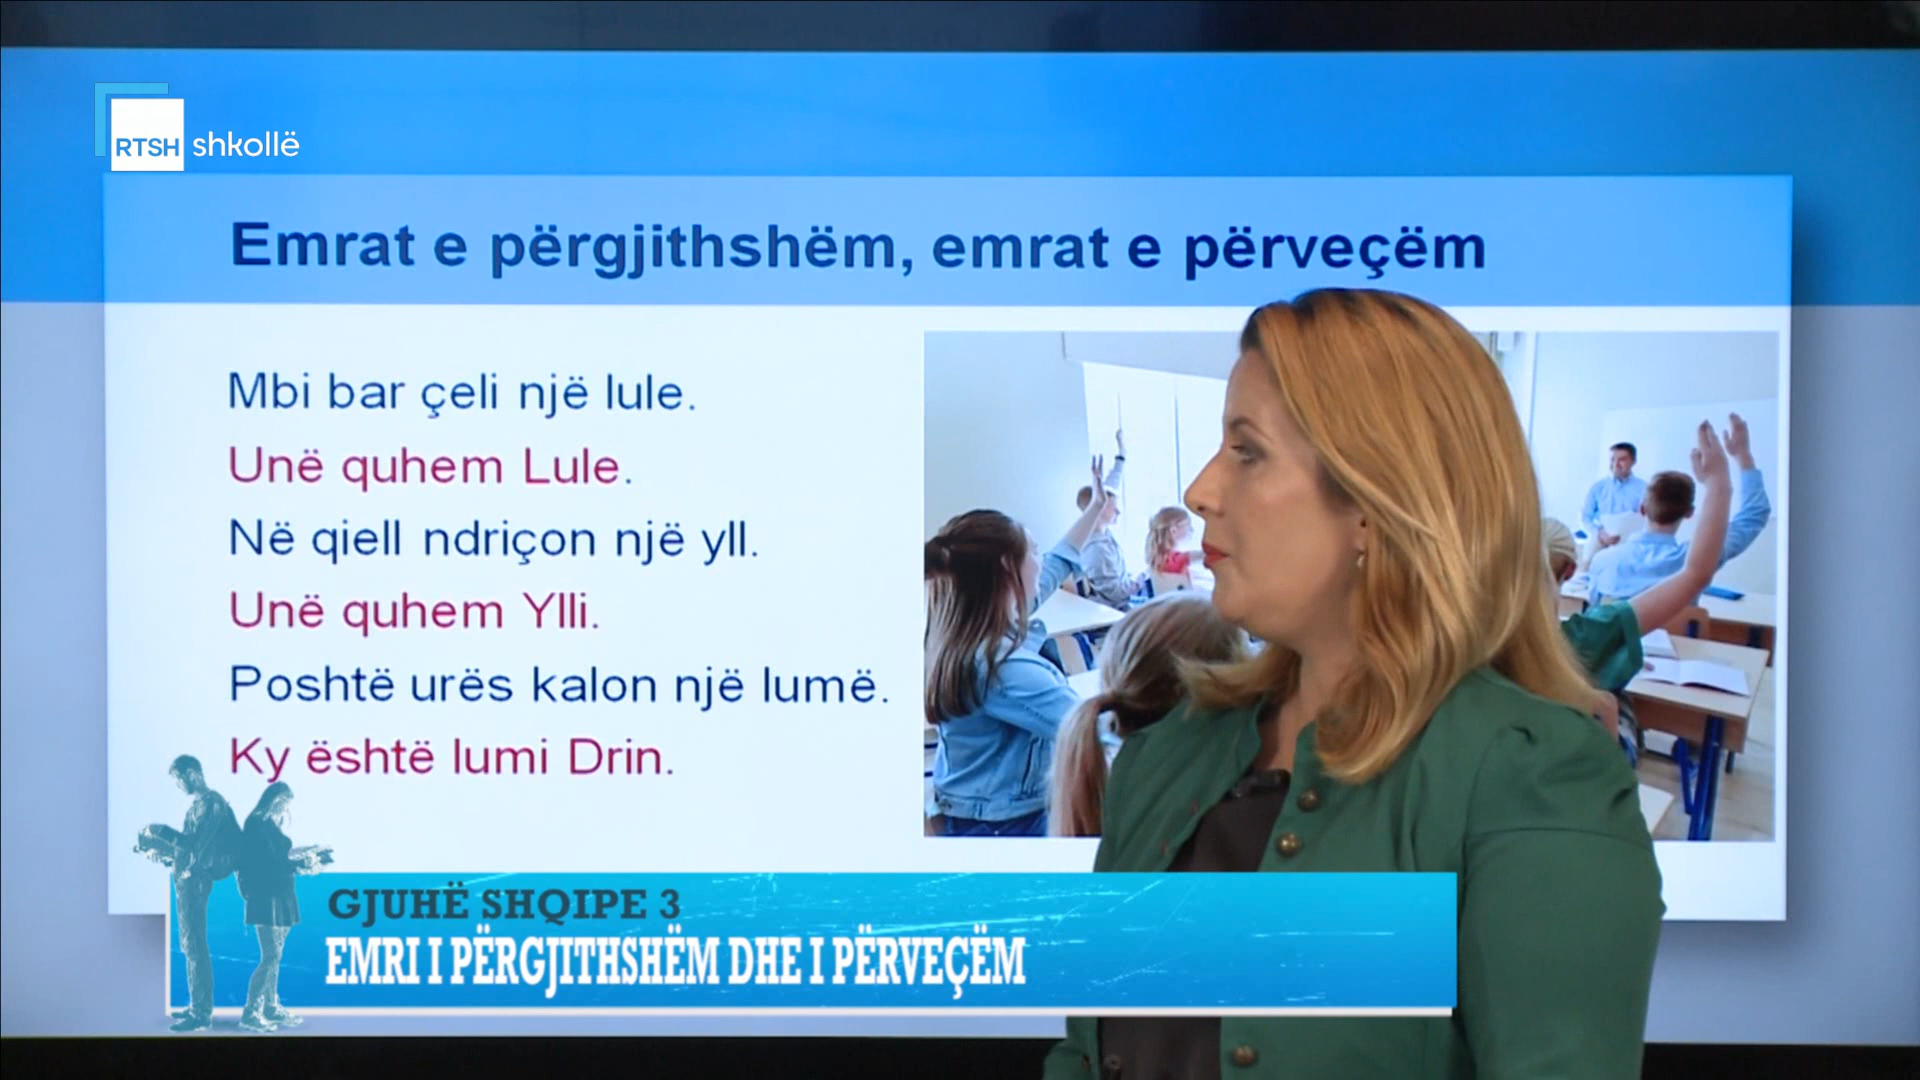 RTSH shkollë
Emrat e përgjithshëm, emrat e përveçëm
Mbi bar çeli një lule.
Unë quhem Lule.
Në qiell ndriçon një yll.
Unë quhem Ylli.
Poshtë urës kalon një lumë.
Ky është lumi Drin.
GJUHË SHQIPE 3
EMRI I PËRGJITHSHËM DHE I PËRVEÇËM